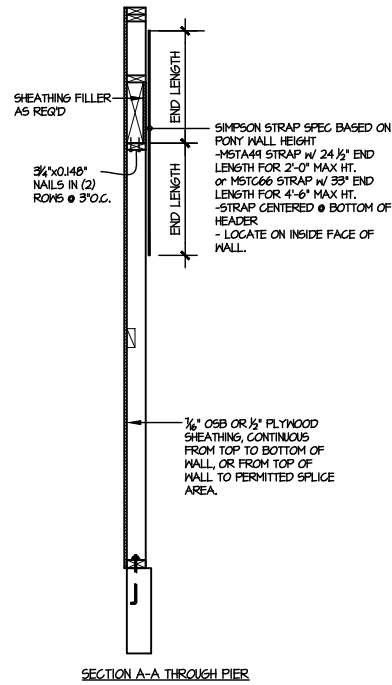 SHEATHING FILLER
AS REQ'D
3¼"x0.148"
NAILS IN (2)
ROWS @ 3"O.C.
END LENGTH
END LENGTH
SIMPSON STRAP SPEC BASED ON
PONY WALL HEIGHT
-MSTA49 STRAP W/ 24 ½" END
LENGTH FOR 2'-0" MAX HT.
or MSTC66 STRAP W/ 33" END
LENGTH FOR 4'-6" MAX HT.
-STRAP CENTERED @ BOTTOM OF
HEADER
- LOCATE ON INSIDE FACE OF
WALL.
7/16" OSB OR ½" PLYWOOD
SHEATHING, CONTINUOUS
FROM TOP TO BOTTOM OF
WALL, OR FROM TOP OF
WALL TO PERMITTED SPLICE
AREA.
SECTION A-A THROUGH PIER